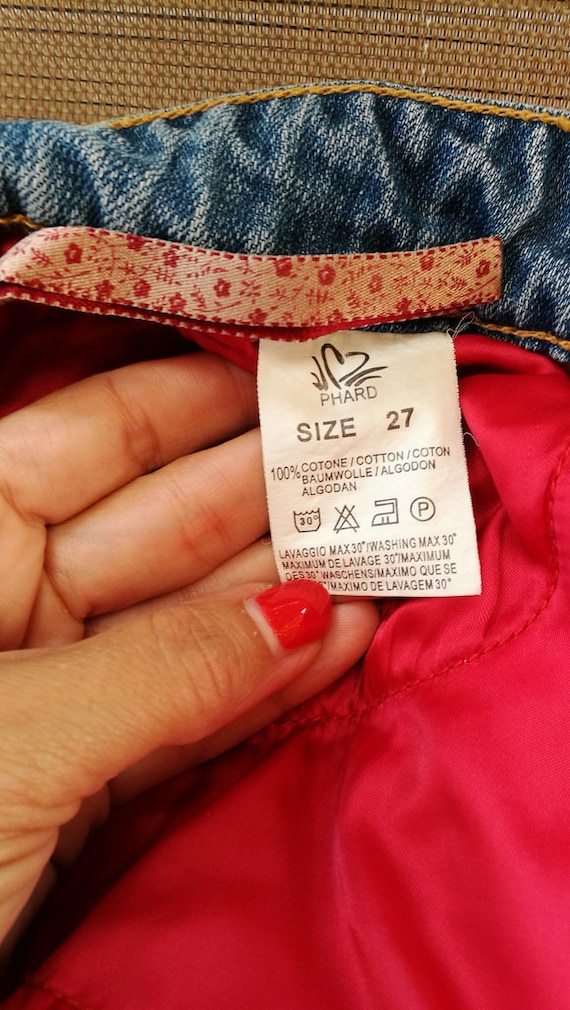 PHARD
SIZE 27
100% COTONE / COTTON / COTON
BAUMWOLLE / ALGODON
ALGODAN
30°
P
LAVAGGIO MAX 30°/WASHING MAX 30°
MAXIMUM DE LAVAGE 30°/MAXIMUM
DES 30° WASCHENS/MAXIMO QUE SE
/MAXIMO DE LAVAGEM 30°